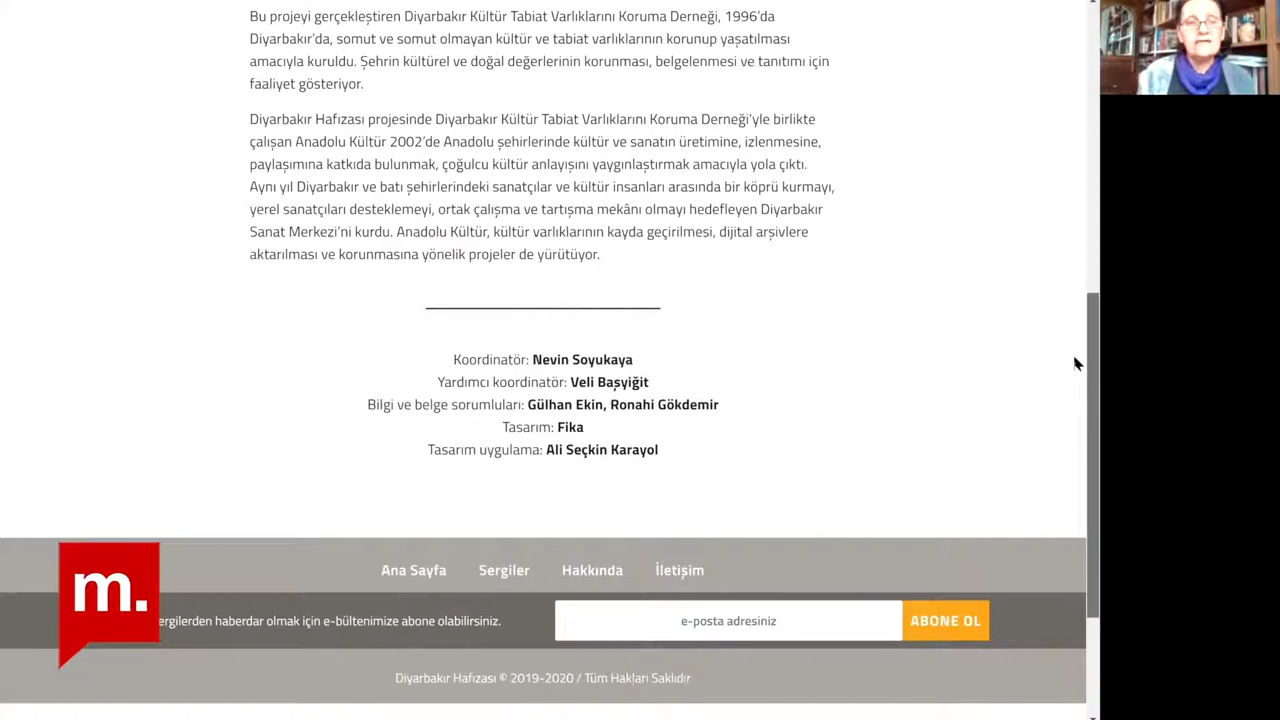 Bu projeyi gerçekleştiren Diyarbakır Kültür Tabiat Varlıklarını Koruma Derneği, 1996'da
Diyarbakır'da, somut ve somut olmayan kültür ve tabiat varlıklarının korunup yaşatılması
amacıyla kuruldu. Şehrin kültürel ve doğal değerlerinin korunması, belgelenmesi ve tanıtımı için
faaliyet gösteriyor.
Diyarbakır Hafızası projesinde Diyarbakır Kültür Tabiat Varlıklarını Koruma Derneği'yle birlikte
çalışan Anadolu Kültür 2002'de Anadolu şehirlerinde kültür ve sanatın üretimine, izlenmesine,
paylaşımına katkıda bulunmak, çoğulcu kültür anlayışını yaygınlaştırmak amacıyla yola çıktı.
Aynı yıl Diyarbakır ve batı şehirlerindeki sanatçılar ve kültür insanları arasında bir köprü kurmayı,
yerel sanatçıları desteklemeyi, ortak çalışma ve tartışma mekânı olmayı hedefleyen Diyarbakır
Sanat Merkezi'ni kurdu. Anadolu Kültür, kültür varlıklarının kayda geçirilmesi, dijital arşivlere
aktarılması ve korunmasına yönelik projeler de yürütüyor.
Koordinatör: Nevin Soyukaya
Yardımcı koordinatör: Veli Başyiğit
Bilgi ve belge sorumluları: Gülhan Ekin, Ronahi Gökdemir
Tasarım: Fika
Tasarım uygulama: Ali Seçkin Karayol
Ana Sayfa Sergiler Hakkında İletişim
m.
ergilerden haberdar olmak için e-bültenimize abone olabilirsiniz. e-posta adresiniz ABONE OL
Diyarbakır Hafızası © 2019-2020 / Tüm Hakları Saklıdır